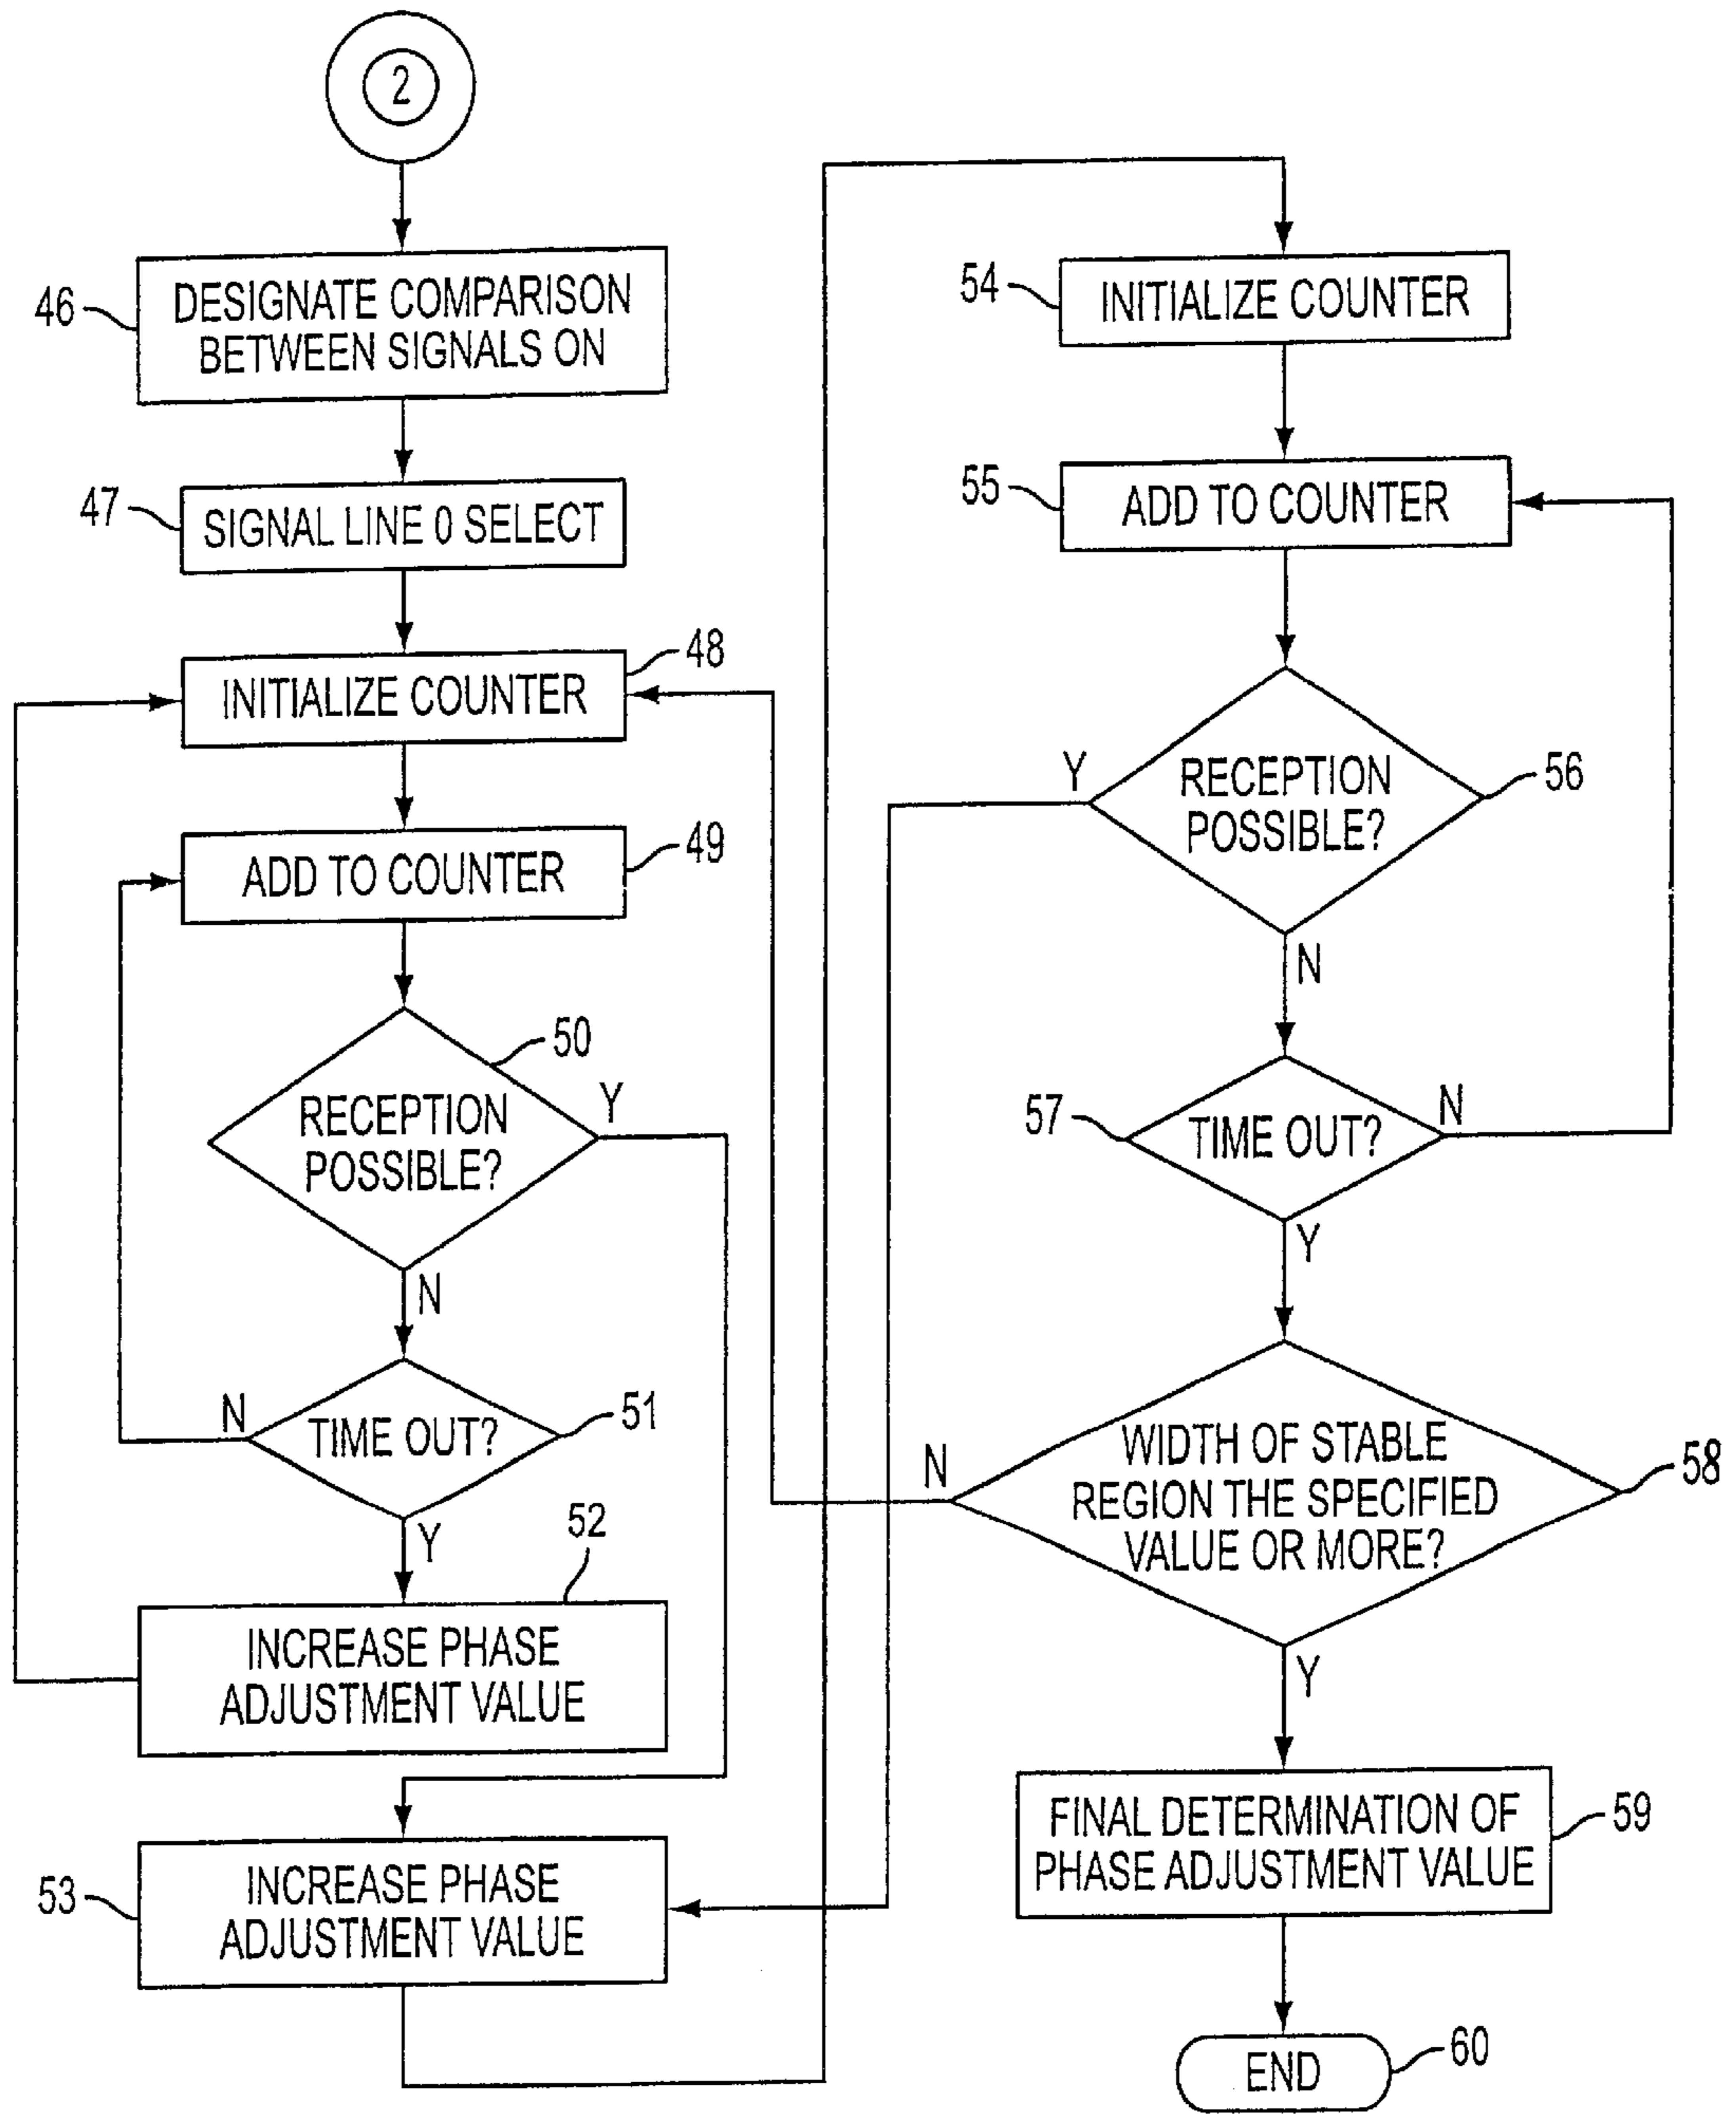 2
46
DESIGNATE COMPARISON
BETWEEN SIGNALS ON
47
SIGNAL LINE 0 SELECT
48
INITIALIZE COUNTER
49
ADD TO COUNTER
50
RECEPTION
POSSIBLE?
Y
N
51
TIME OUT?
N
Y
52
INCREASE PHASE
ADJUSTMENT VALUE
53
INCREASE PHASE
ADJUSTMENT VALUE
54
INITIALIZE COUNTER
55
ADD TO COUNTER
56
RECEPTION
POSSIBLE?
Y
N
57
TIME OUT?
N
Y
58
WIDTH OF STABLE
REGION THE SPECIFIED
VALUE OR MORE?
N
Y
59
FINAL DETERMINATION OF
PHASE ADJUSTMENT VALUE
60
END